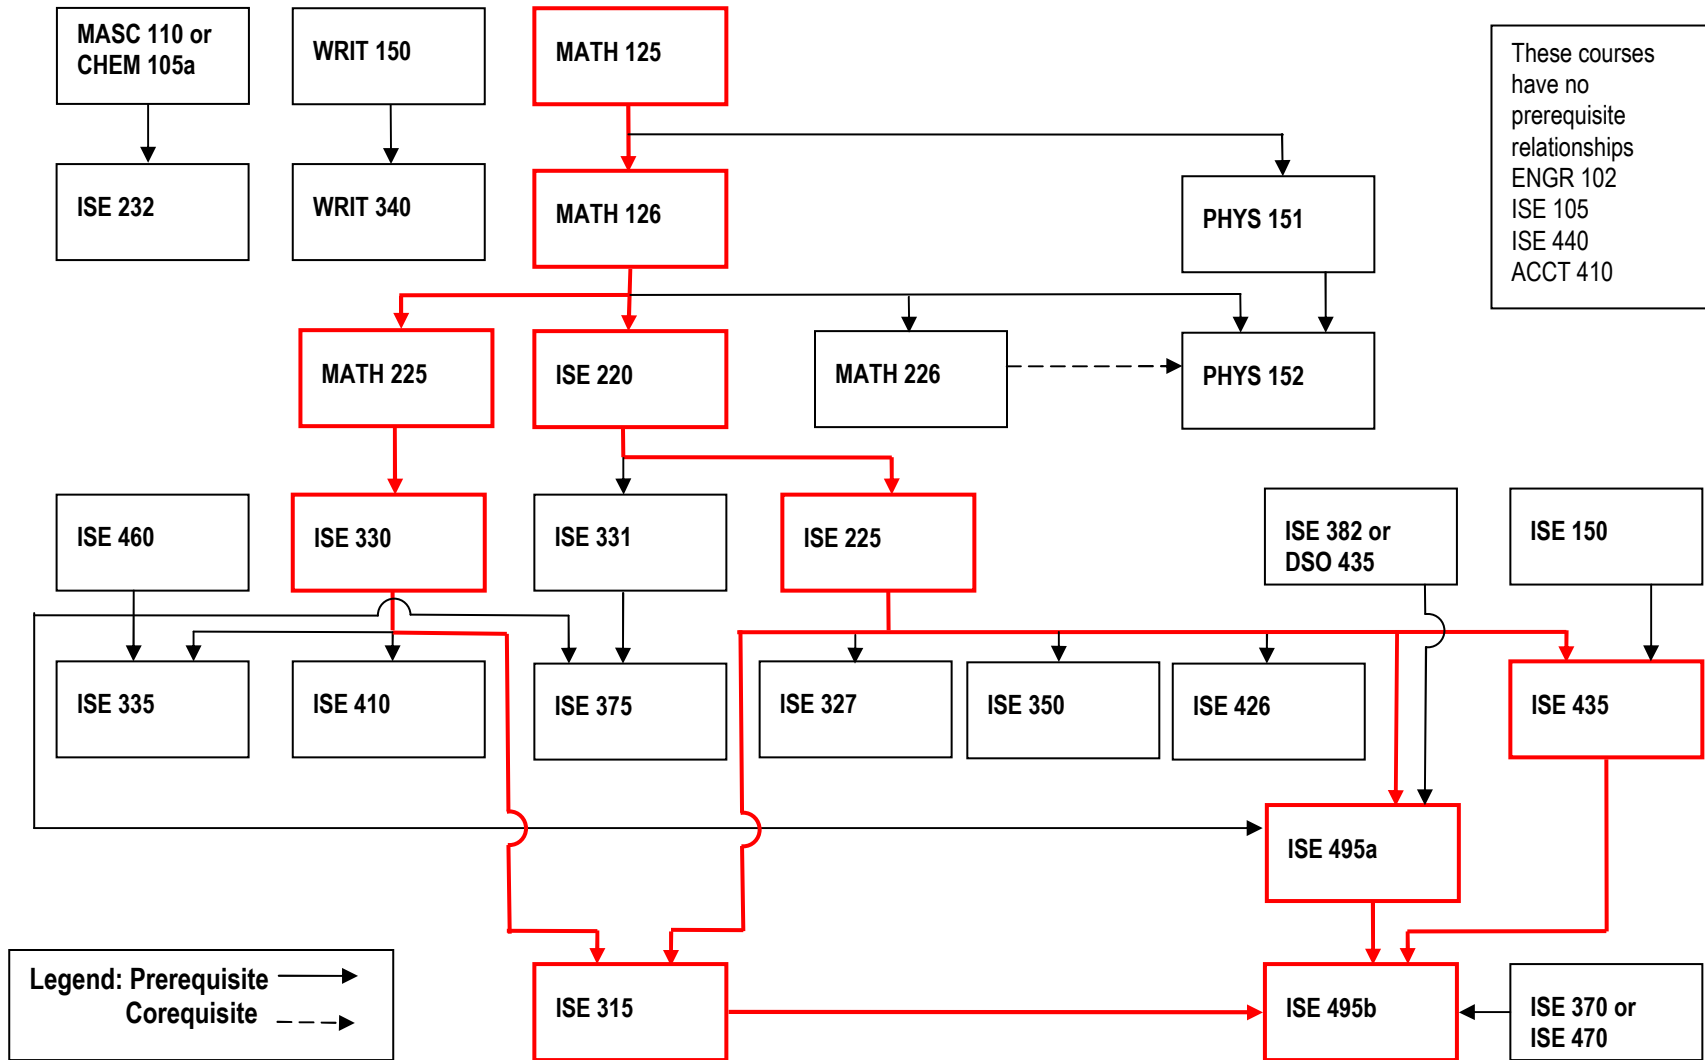 MASC 110 or
CHEM 105a
WRIT 150
MATH 125
These courses
have no
prerequisite
relationships
ENGR 102
ISE 105
ISE 440
ACCT 410
ISE 232
WRIT 340
MATH 126
PHYS 151
MATH 225
ISE 220
MATH 226
PHYS 152
ISE 460
ISE 330
ISE 331
ISE 225
ISE 382 or
DSO 435
ISE 150
ISE 335
ISE 410
ISE 375
ISE 327
ISE 350
ISE 426
ISE 435
ISE 495a
Legend: Prerequisite
Corequisite
ISE 315
ISE 495b
ISE 370 or
ISE 470